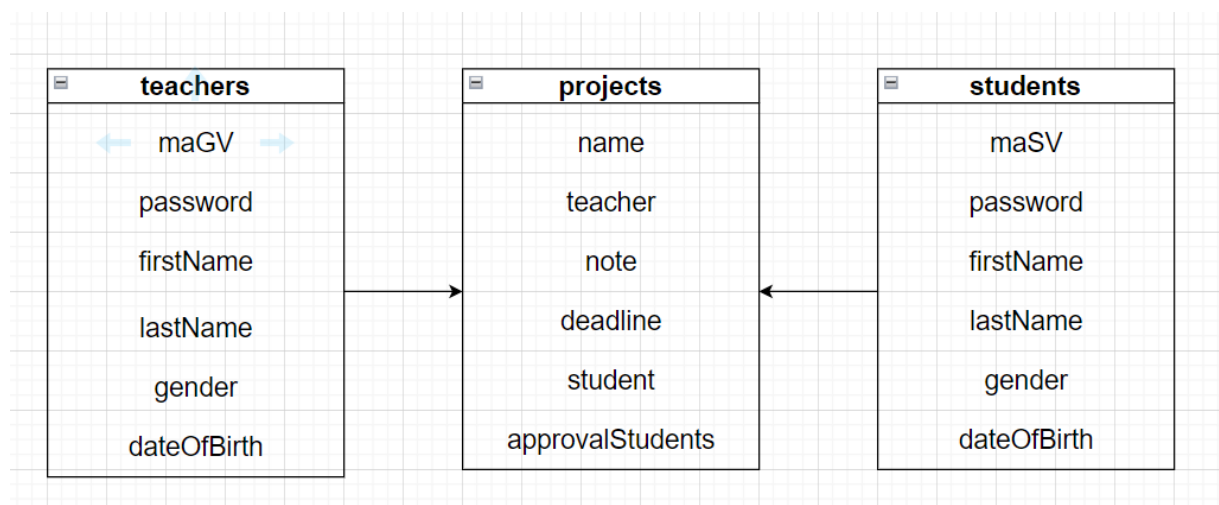 teachers
maGV
password
firstName
lastName
gender
dateOfBirth
projects
name
teacher
note
deadline
student
approvalStudents
students
maSV
password
firstName
lastName
gender
dateOfBirth